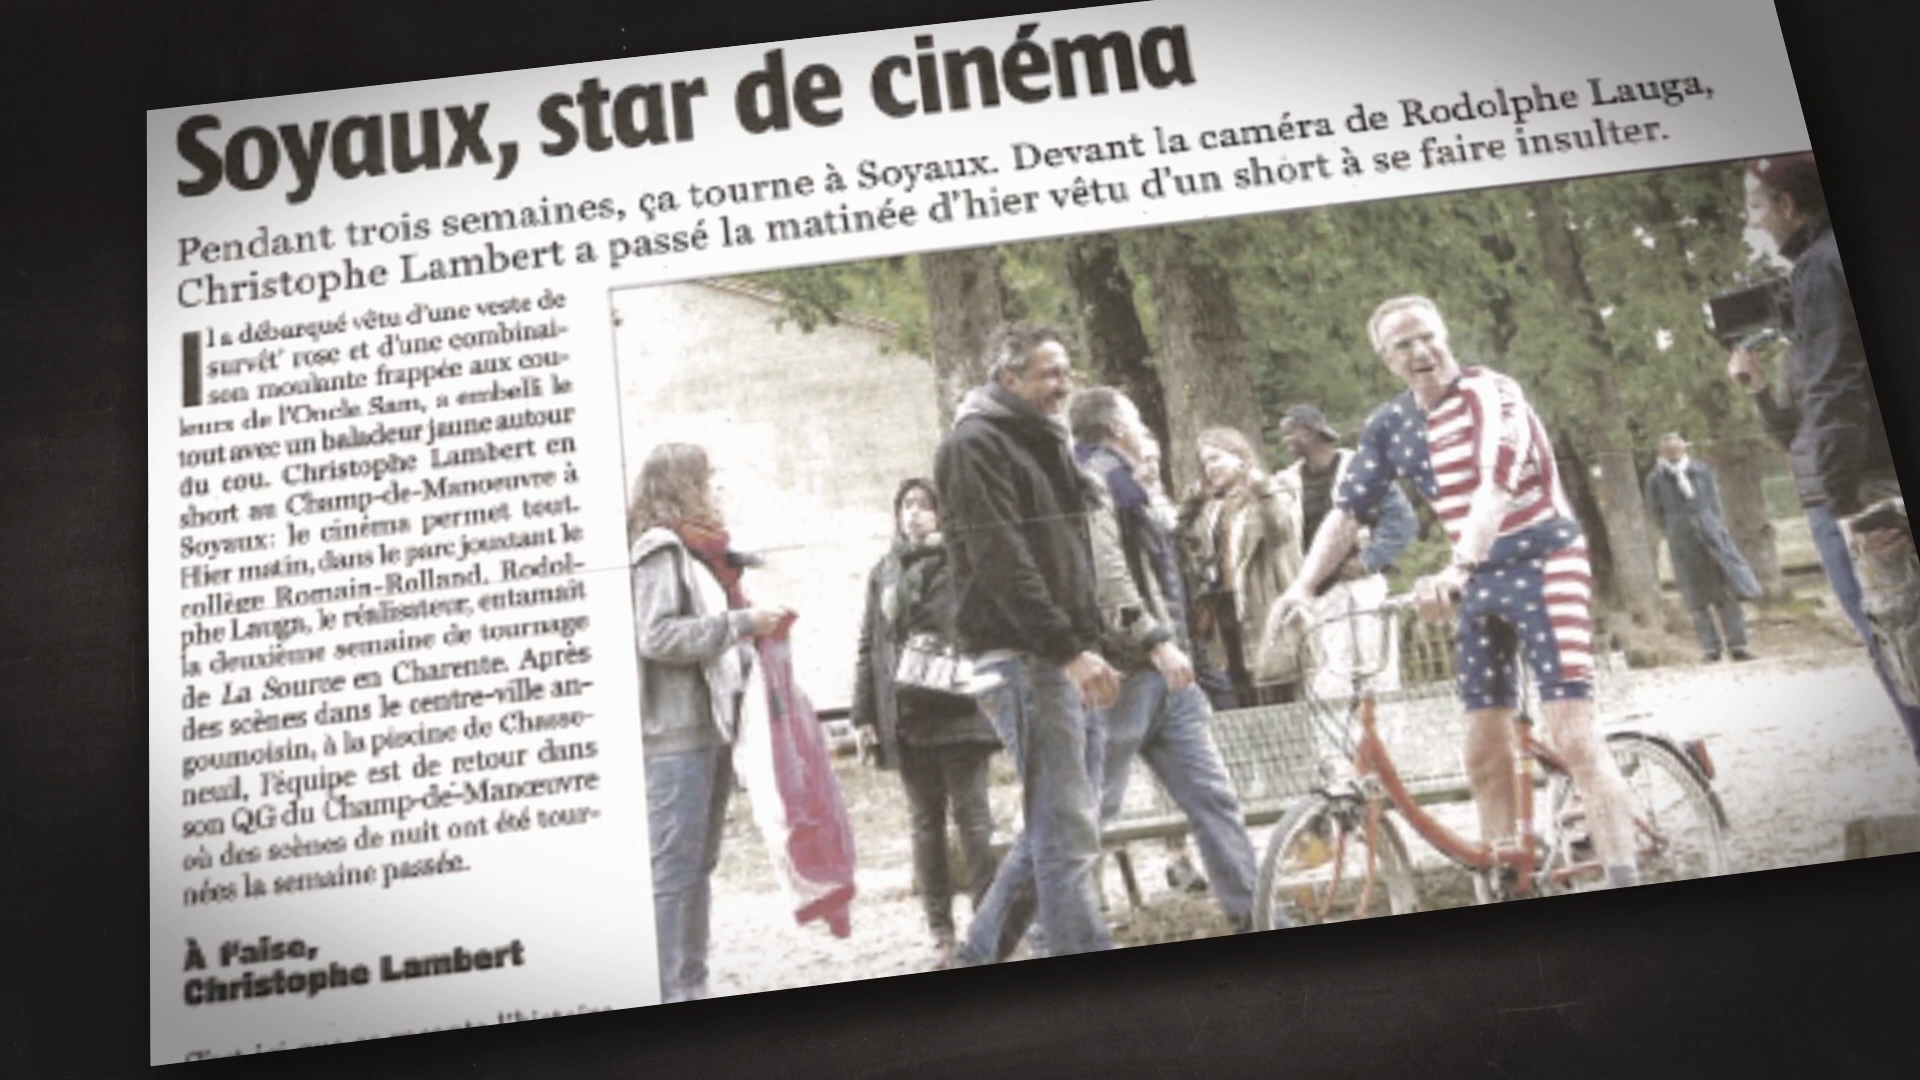 Soyaux, star de cinéma
Pendant trois semaines, ça tourne à Soyaux. Devant la caméra de Rodolphe Lauga,
Christophe Lambert a passé la matinée d'hier vêtu d'un short à se faire insulter.
Il a débarqué vêtu d'une veste de
survêt' rose et d'une combinai-
son moulante frappée aux cou-
leurs de l'Oncle Sam, a embelli le
tout avec un baladeur jaune autour
du cou. Christophe Lambert en
short au Champ-de-Manoeuvre à
Soyaux: le cinéma permet tout.
Hier matin, dans le parc jouxtant le
collège Romain-Rolland, Rodol-
phe Lauga, le réalisateur, entamait
la deuxième semaine de tournage
de La Source en Charente. Après
des scènes dans le centre-ville an-
goumoisin, à la piscine de Chasse-
neuil, l'équipe est de retour dans
son QG du Champ-de-Manœuvre
où des scènes de nuit ont été tour-
nées la semaine passée.
À l'aise,
Christophe Lambert
l'histoire